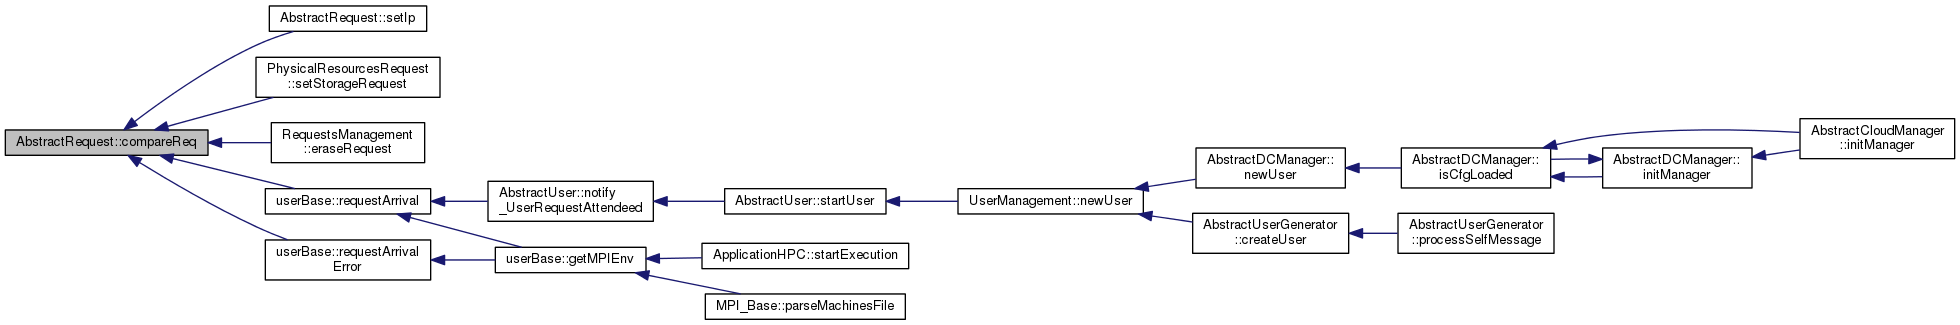 AbstractRequest::compareReq
AbstractRequest::setIp
PhysicalResourcesRequest
::setStorageRequest
RequestsManagement
::eraseRequest
userBase::requestArrival
userBase::requestArrival
Error
AbstractUser::notify
_UserRequestAttendeed
userBase::getMPIEnv
AbstractUser::startUser
ApplicationHPC::startExecution
MPI_Base::parseMachinesFile
UserManagement::newUser
AbstractDCManager::
newUser
AbstractUserGenerator
::createUser
AbstractDCManager::
isCfgLoaded
AbstractUserGenerator
::processSelfMessage
AbstractDCManager::
initManager
AbstractCloudManager
::initManager